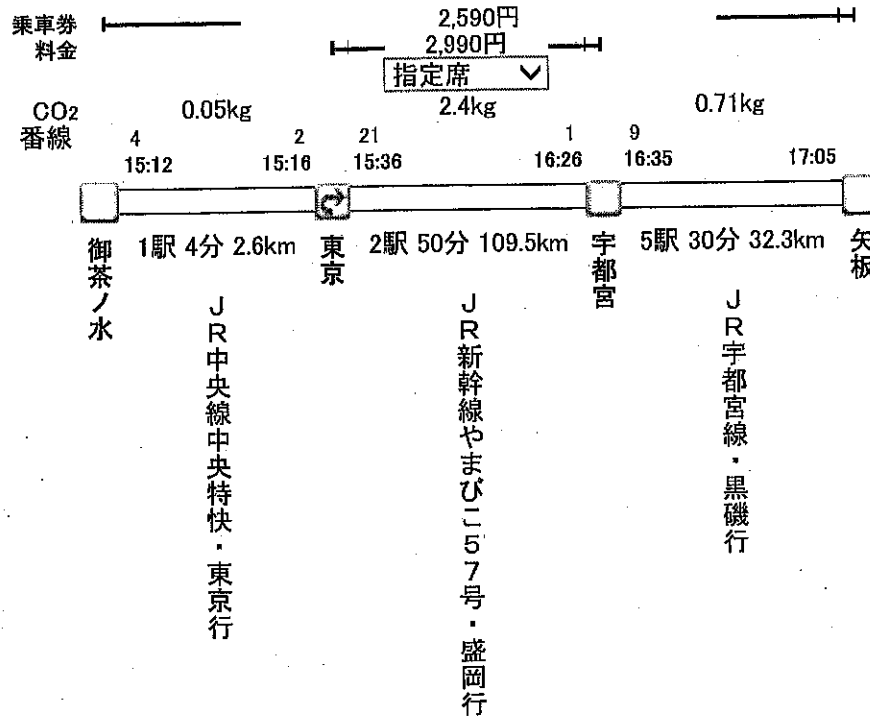 乗車券 2,590円
料金 2,990円
指定席
CO2 0.05kg 2.4kg 0.71kg
番線 4 2 21 1 9
15:12 15:16 15:36 16:26 16:35 17:05
1駅 4分 2.6km 2駅 50分 109.5km 5駅 30分 32.3km
御茶ノ水
東京
宇都宮
矢板
JR中央線中央特快・東京行
JR新幹線やまびこ57号・盛岡行
JR宇都宮線・黒磯行